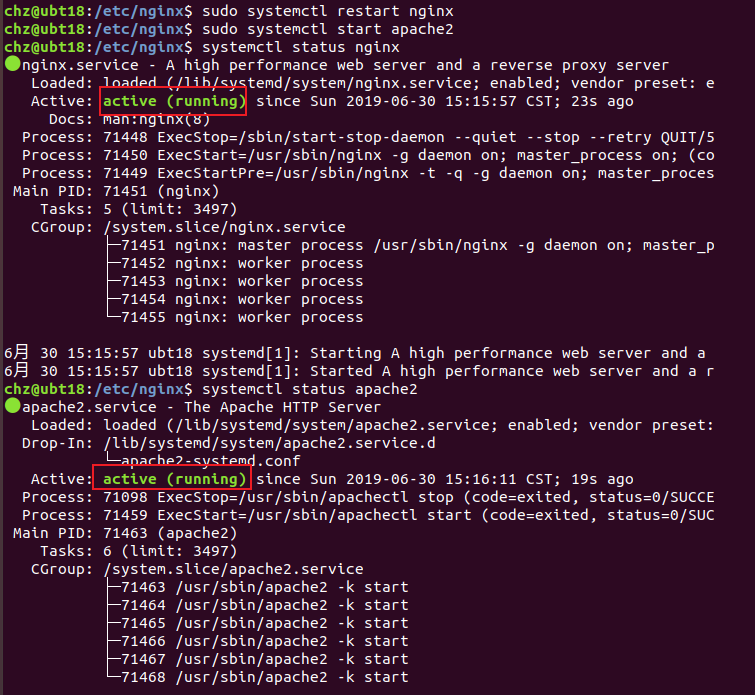 chz@ubt18:/etc/nginx$ sudo systemctl restart nginx
chz@ubt18:/etc/nginx$ sudo systemctl start apache2
chz@ubt18:/etc/nginx$ systemctl status nginx
●nginx.service - A high performance web server and a reverse proxy server
   Loaded: loaded (/lib/systemd/system/nginx.service; enabled; vendor preset: e
   Active: active (running) since Sun 2019-06-30 15:15:57 CST; 23s ago
     Docs: man:nginx(8)
  Process: 71448 ExecStop=/sbin/start-stop-daemon --quiet --stop --retry QUIT/5
  Process: 71450 ExecStart=/usr/sbin/nginx -g daemon on; master_process on; (co
  Process: 71449 ExecStartPre=/usr/sbin/nginx -t -q -g daemon on; master_proces
 Main PID: 71451 (nginx)
    Tasks: 5 (limit: 3497)
   CGroup: /system.slice/nginx.service
           ├─71451 nginx: master process /usr/sbin/nginx -g daemon on; master_p
           ├─71452 nginx: worker process
           ├─71453 nginx: worker process
           ├─71454 nginx: worker process
           └─71455 nginx: worker process
6月 30 15:15:57 ubt18 systemd[1]: Starting A high performance web server and a
6月 30 15:15:57 ubt18 systemd[1]: Started A high performance web server and a r
chz@ubt18:/etc/nginx$ systemctl status apache2
●apache2.service - The Apache HTTP Server
   Loaded: loaded (/lib/systemd/system/apache2.service; enabled; vendor preset:
  Drop-In: /lib/systemd/system/apache2.service.d
           └─apache2-systemd.conf
   Active: active (running) since Sun 2019-06-30 15:16:11 CST; 19s ago
  Process: 71098 ExecStop=/usr/sbin/apachectl stop (code=exited, status=0/SUCCE
  Process: 71459 ExecStart=/usr/sbin/apachectl start (code=exited, status=0/SUC
 Main PID: 71463 (apache2)
    Tasks: 6 (limit: 3497)
   CGroup: /system.slice/apache2.service
           ├─71463 /usr/sbin/apache2 -k start
           ├─71464 /usr/sbin/apache2 -k start
           ├─71465 /usr/sbin/apache2 -k start
           ├─71466 /usr/sbin/apache2 -k start
           ├─71467 /usr/sbin/apache2 -k start
           └─71468 /usr/sbin/apache2 -k start